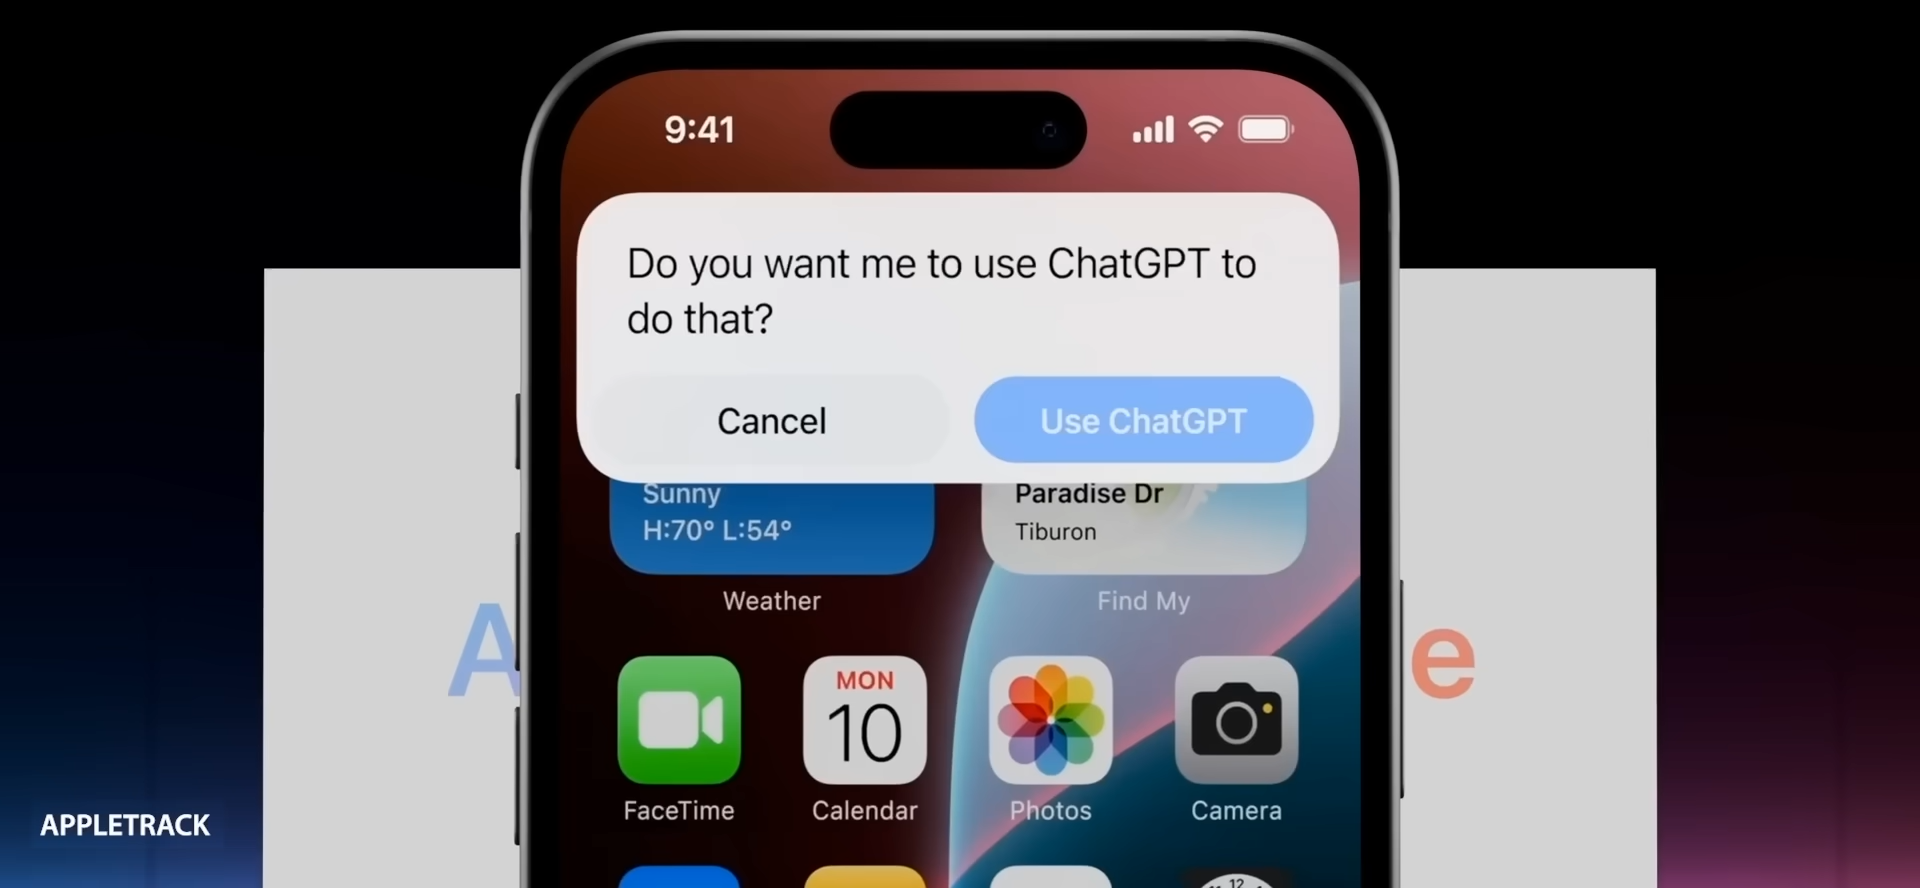 9:41
Do you want me to use ChatGPT to
do that?
Cancel
Use ChatGPT
Sunny
H:70° L:54°
Paradise Dr
Tiburon
Weather
Find My
A
e
MON
10
FaceTime
Calendar
Photos
Camera
12
APPLETRACK